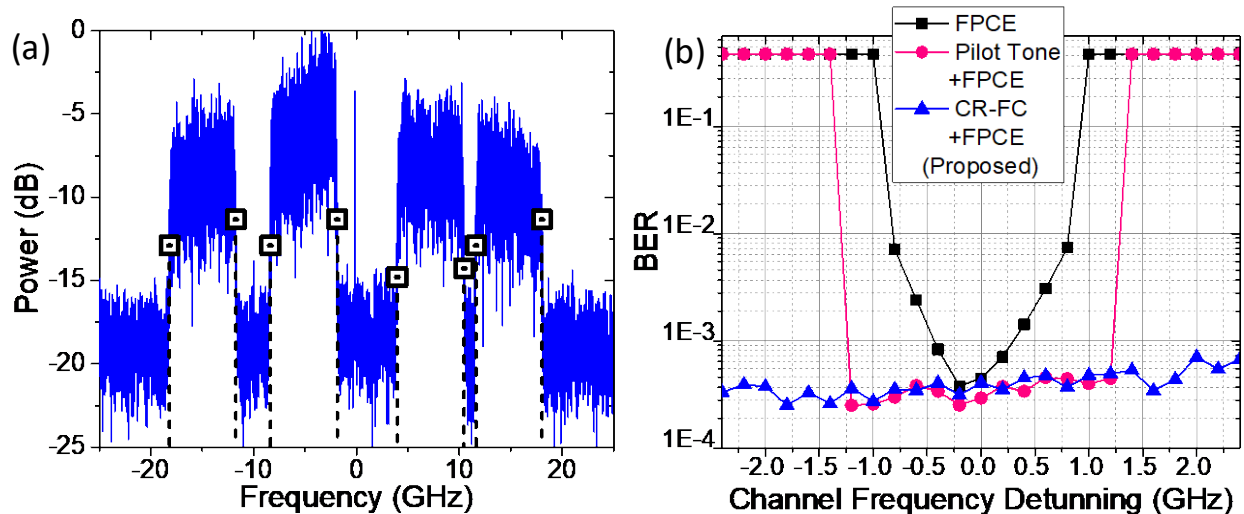 (a)
0
-5
-10
-15
-20
-25
Power (dB)
-20
-10
0
10
20
Frequency (GHz)
(b)
FPCE
Pilot Tone
+FPCE
CR-FC
+FPCE
(Proposed)
1E-1
1E-2
1E-3
1E-4
BER
-2.0
-1.5
-1.0
-0.5
0.0
0.5
1.0
1.5
2.0
Channel Frequency Detunning (GHz)